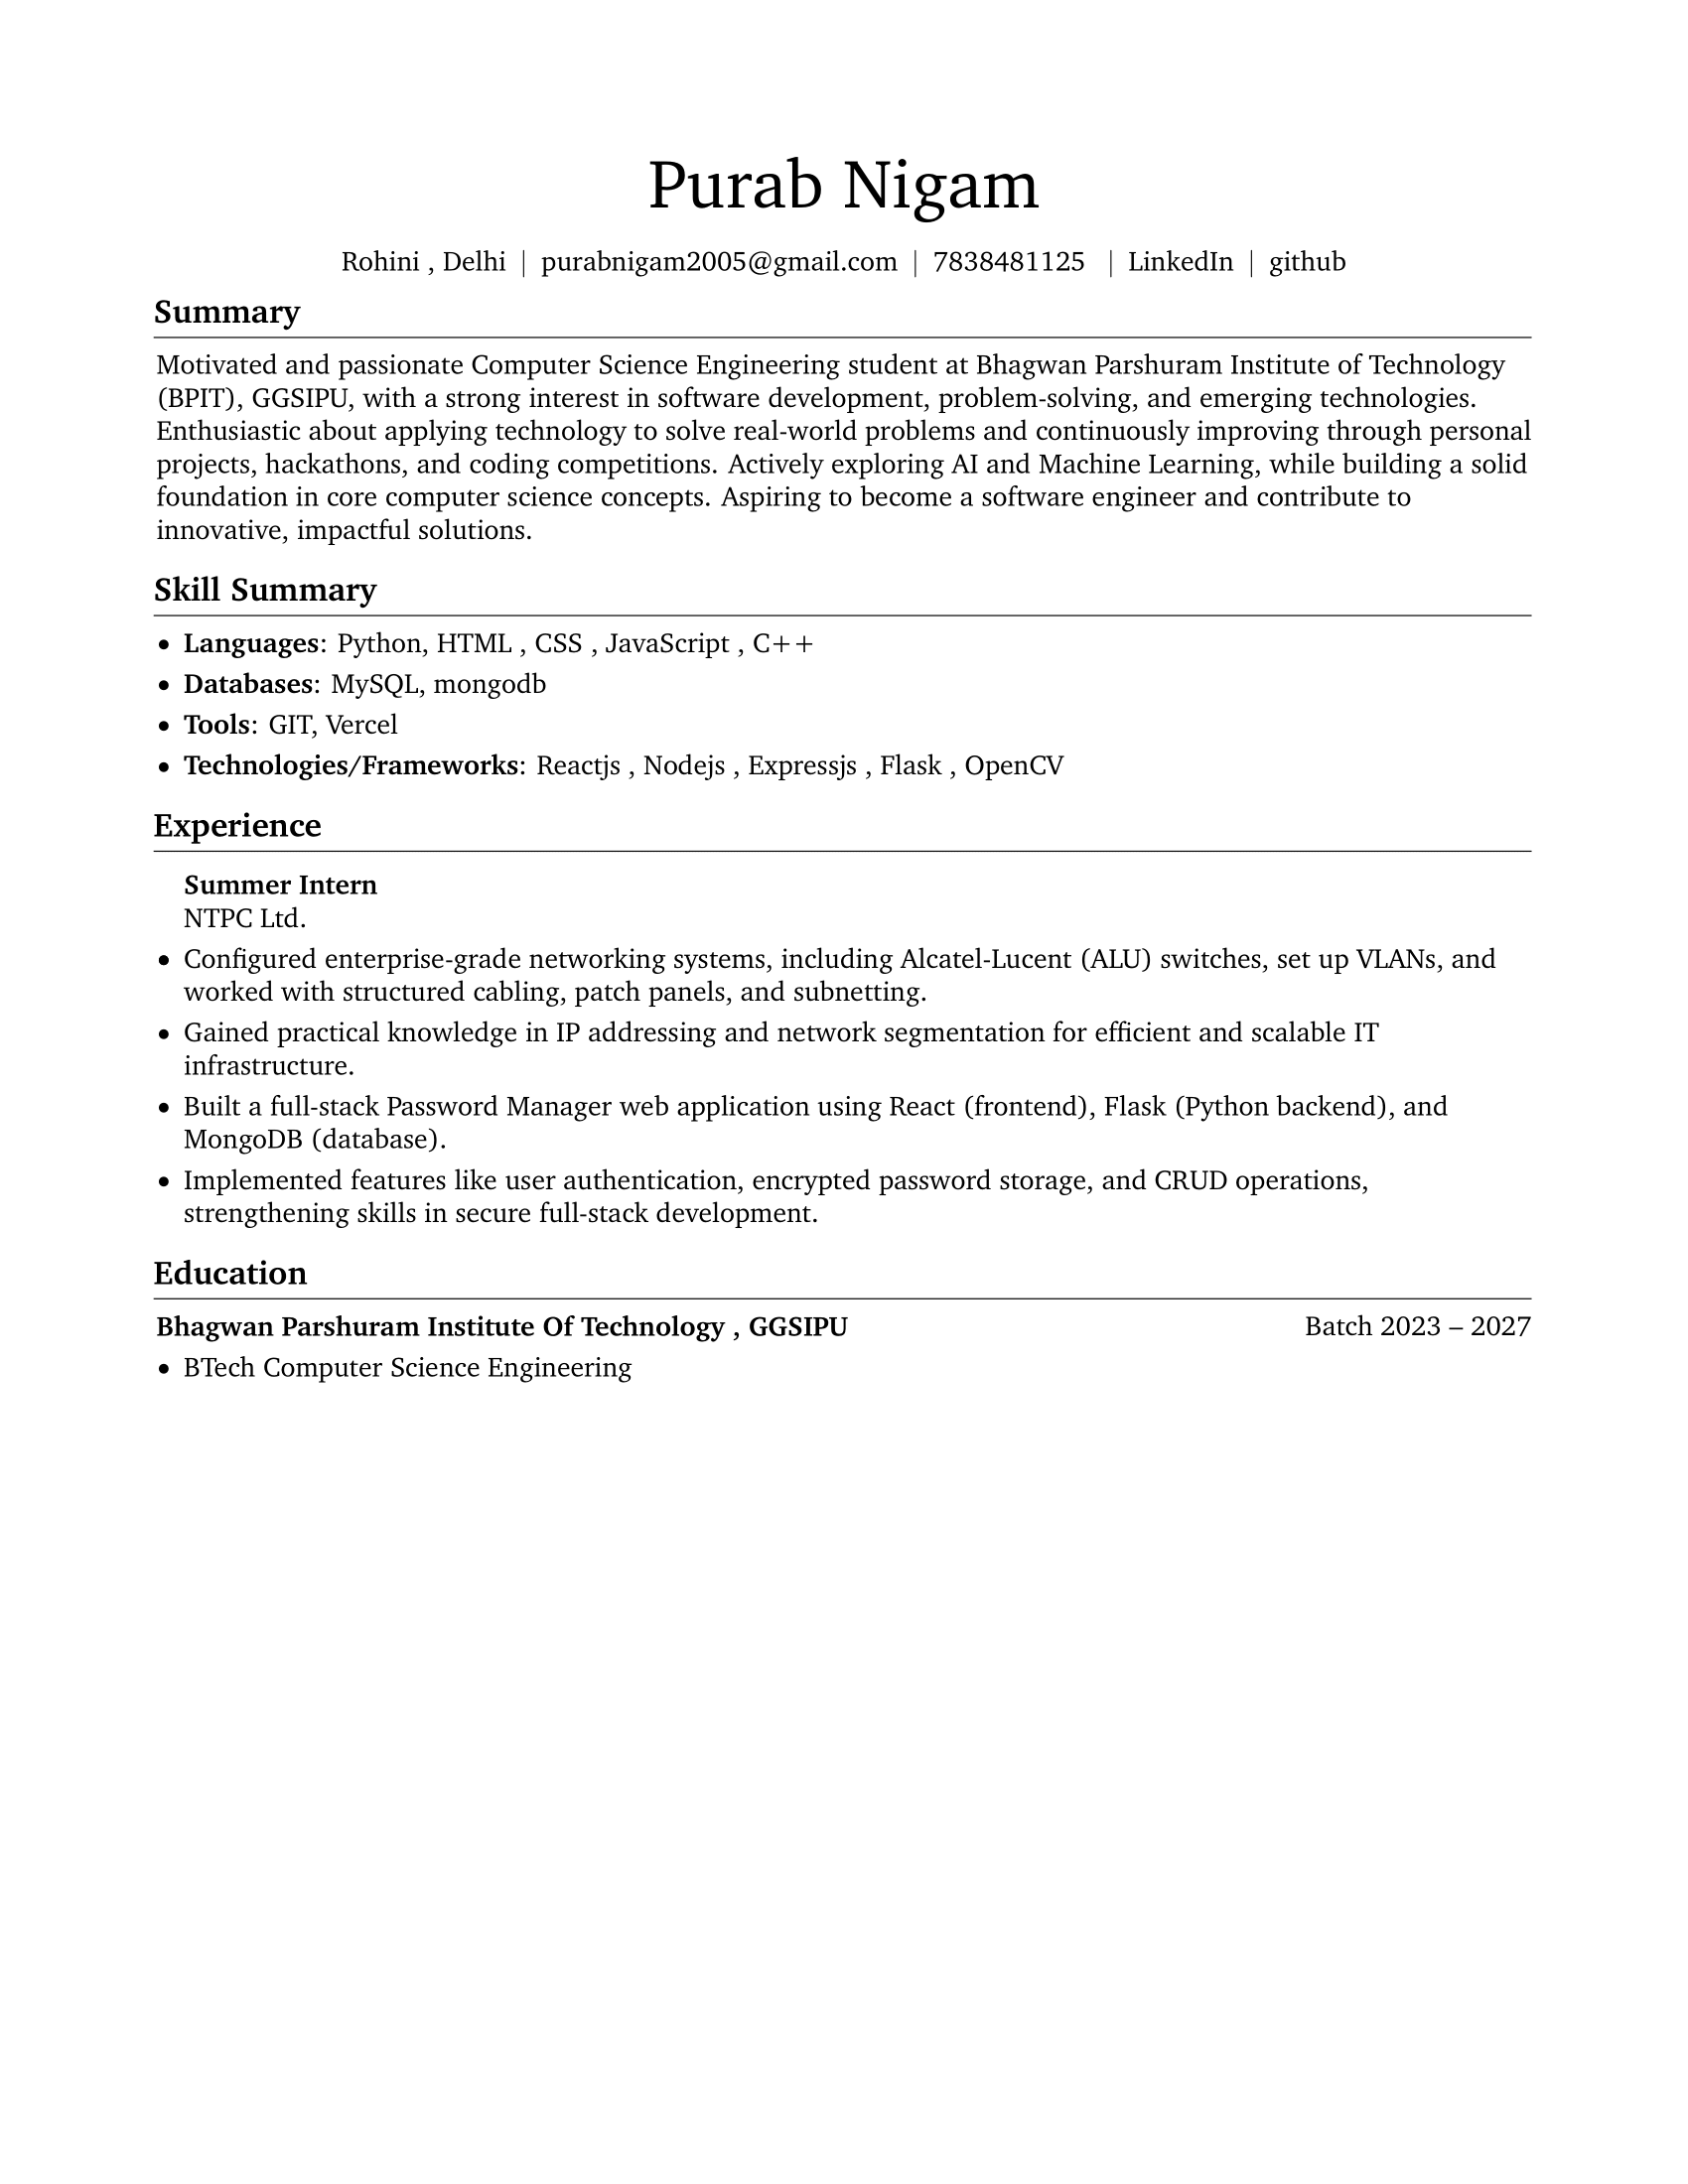 Purab Nigam
Rohini , Delhi | purabnigam2005@gmail.com | 7838481125 | LinkedIn | github
Summary
Motivated and passionate Computer Science Engineering student at Bhagwan Parshuram Institute of Technology
(BPIT), GGSIPU, with a strong interest in software development, problem-solving, and emerging technologies.
Enthusiastic about applying technology to solve real-world problems and continuously improving through personal
projects, hackathons, and coding competitions. Actively exploring AI and Machine Learning, while building a solid
foundation in core computer science concepts. Aspiring to become a software engineer and contribute to
innovative, impactful solutions.
Skill Summary
• Languages: Python, HTML , CSS , JavaScript , C++
• Databases: MySQL, mongodb
• Tools: GIT, Vercel
• Technologies/Frameworks: Reactjs , Nodejs , Expressjs , Flask , OpenCV
Experience
Summer Intern
NTPC Ltd.
• Configured enterprise-grade networking systems, including Alcatel-Lucent (ALU) switches, set up VLANs, and
worked with structured cabling, patch panels, and subnetting.
• Gained practical knowledge in IP addressing and network segmentation for efficient and scalable IT
infrastructure.
• Built a full-stack Password Manager web application using React (frontend), Flask (Python backend), and
MongoDB (database).
• Implemented features like user authentication, encrypted password storage, and CRUD operations,
strengthening skills in secure full-stack development.
Education
Bhagwan Parshuram Institute Of Technology , GGSIPU Batch 2023 – 2027
• BTech Computer Science Engineering